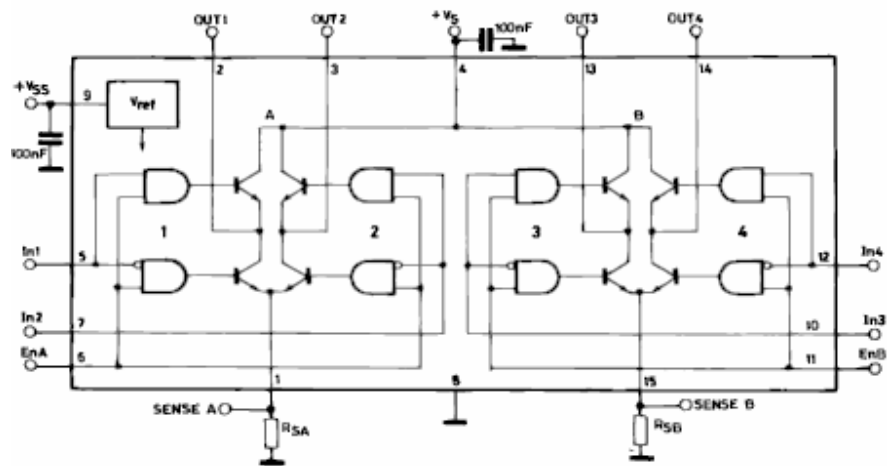 OUT1
OUT2
+VS
100nF
OUT3
OUT4
2
3
4
13
14
+VSS
9
Vref
100nF
A
B
1
2
3
4
In1
5
12
In4
In2
7
10
In3
EnA
6
11
EnB
1
8
15
SENSE A
RSA
SENSE B
RSB